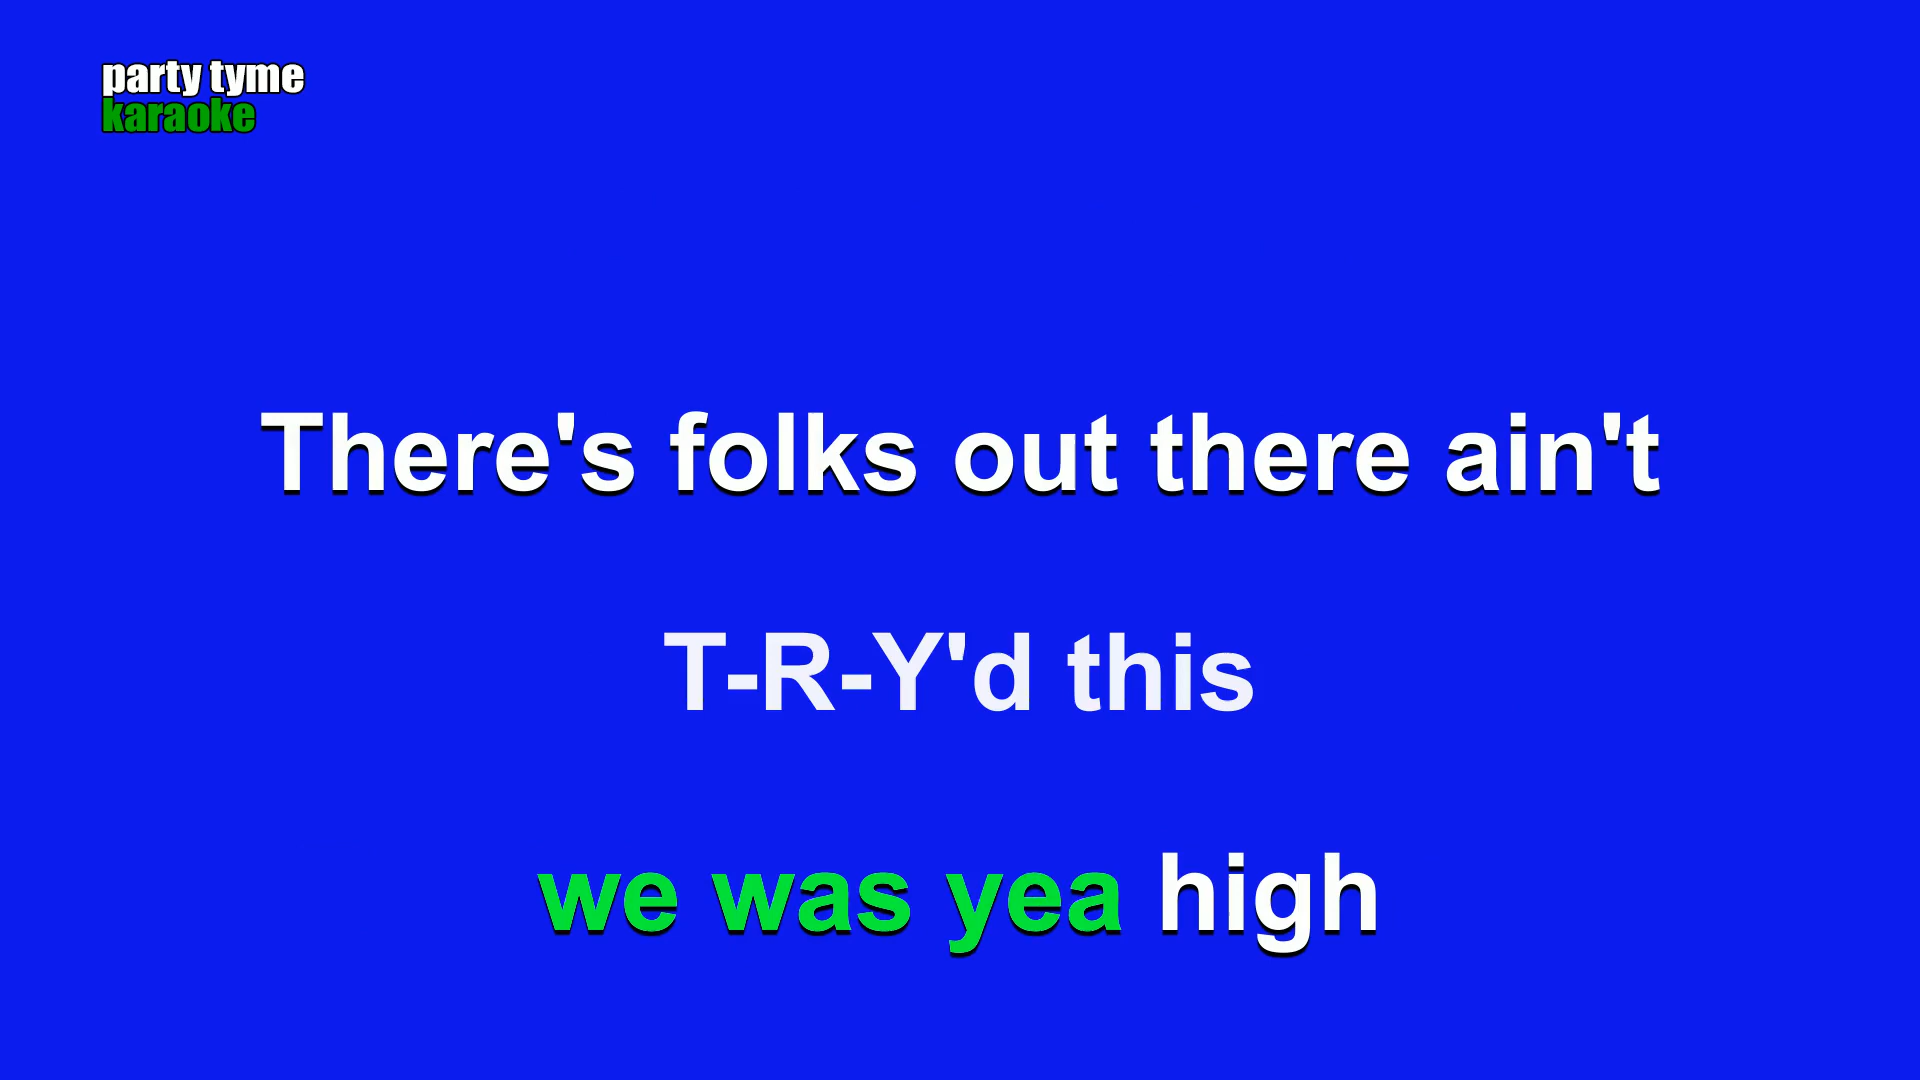 party tyme
karaoke
There's folks out there ain't
T-R-Y'd this
we was yea high